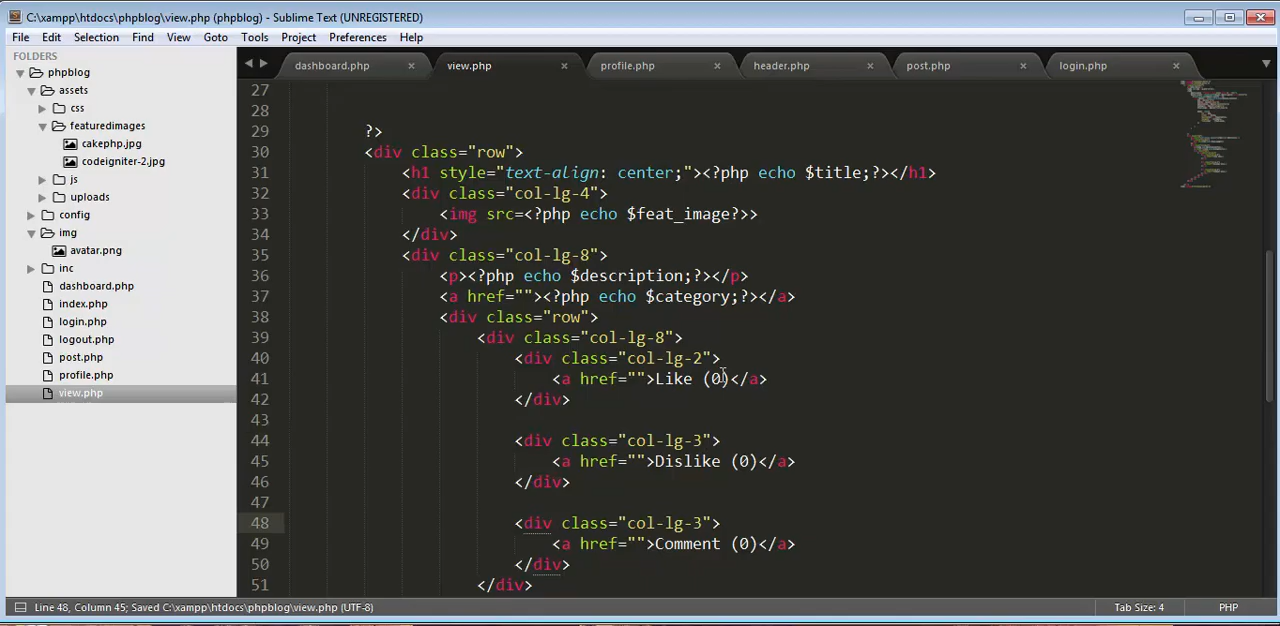 C:\xampp\htdocs\phpblog\view.php (phpblog) - Sublime Text (UNREGISTERED)
File Edit Selection Find View Goto Tools Project Preferences Help
FOLDERS
phpblog
assets
css
featuredimages
cakephp.jpg
codeigniter-2.jpg
js
uploads
config
img
avatar.png
inc
dashboard.php
index.php
login.php
logout.php
post.php
profile.php
view.php
dashboard.php × view.php × profile.php × header.php × post.php × login.php ×
27
28
29 ?>
30 <div class="row">
31 <h1 style="text-align: center;"><?php echo $title;?></h1>
32 <div class="col-lg-4">
33 <img src=<?php echo $feat_image?>>
34 </div>
35 <div class="col-lg-8">
36 <p><?php echo $description;?></p>
37 <a href=""><?php echo $category;?></a>
38 <div class="row">
39 <div class="col-lg-8">
40 <div class="col-lg-2">
41 <a href="">Like (0)</a>
42 </div>
43
44 <div class="col-lg-3">
45 <a href="">Dislike (0)</a>
46 </div>
47
48 <div class="col-lg-3">
49 <a href="">Comment (0)</a>
50 </div>
51 </div>
Line 48, Column 45; Saved C:\xampp\htdocs\phpblog\view.php (UTF-8) Tab Size: 4 PHP